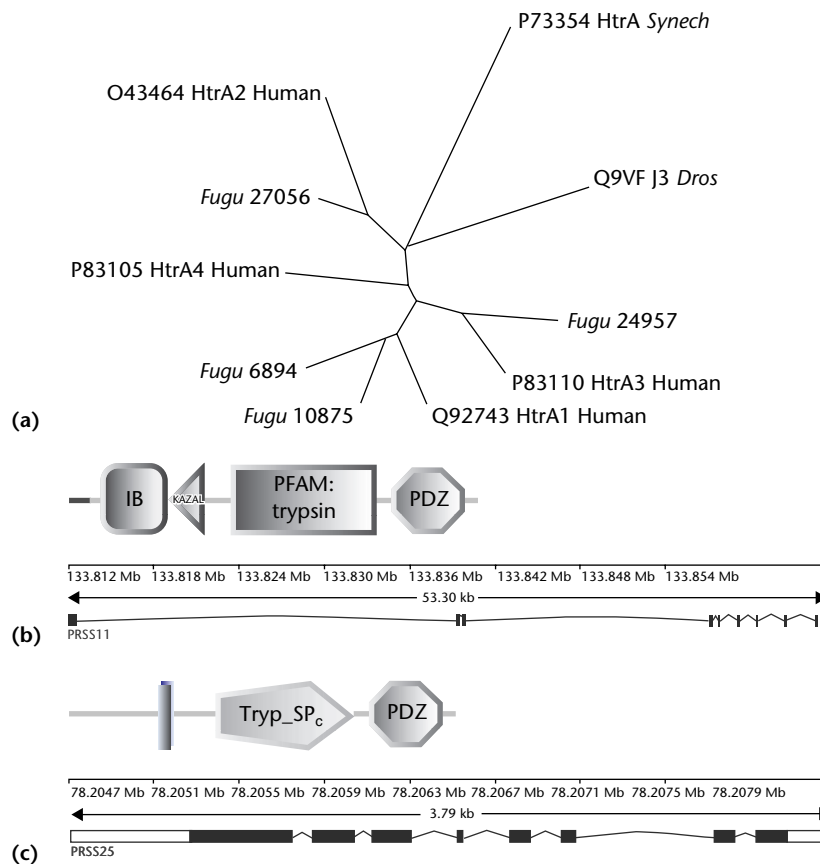 P73354 HtrA Synech
O43464 HtrA2 Human
Q9VF J3 Dros
Fugu 27056
P83105 HtrA4 Human
Fugu 24957
Fugu 6894
P83110 HtrA3 Human
Fugu 10875
Q92743 HtrA1 Human
(a)
IB
KAZAL
PFAM:
trypsin
PDZ
133.812 Mb 133.818 Mb 133.824 Mb 133.830 Mb 133.836 Mb 133.842 Mb 133.848 Mb 133.854 Mb
53.30 kb
(b)
PRSS11
Tryp_SPc
PDZ
78.2047 Mb 78.2051 Mb 78.2055 Mb 78.2059 Mb 78.2063 Mb 78.2067 Mb 78.2071 Mb 78.2075 Mb 78.2079 Mb
3.79 kb
(c)
PRSS25